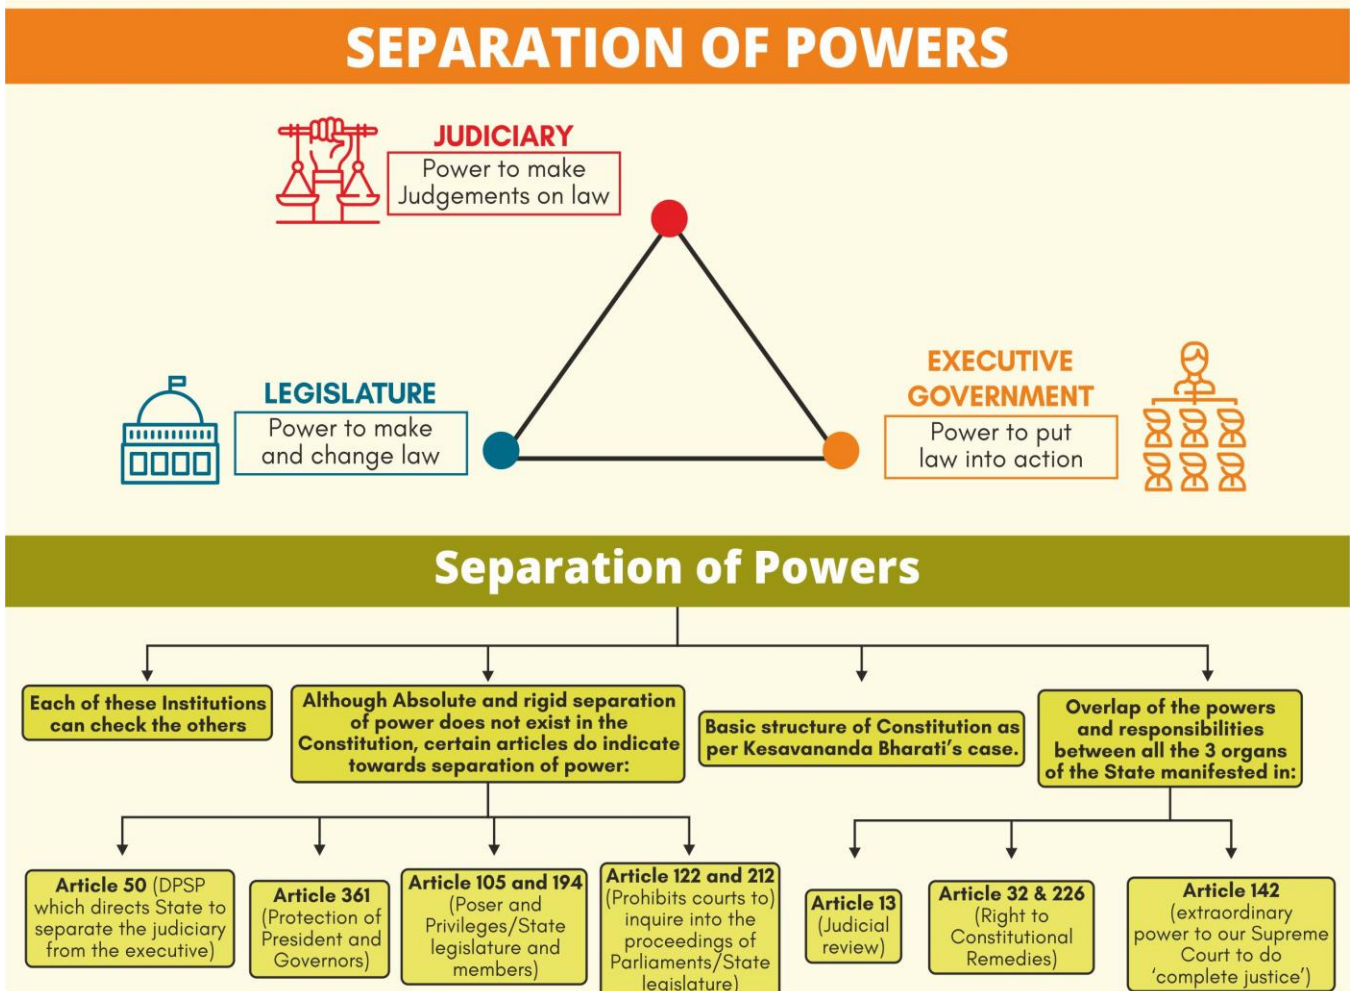 SEPARATION OF POWERS
JUDICIARY
Power to make
Judgements on law
LEGISLATURE
Power to make
and change law
EXECUTIVE
GOVERNMENT
Power to put
law into action
Separation of Powers
Each of these Institutions
can check the others
Although Absolute and rigid separation
of power does not exist in the
Constitution, certain articles do indicate
towards separation of power:
Basic structure of Constitution as
per Kesavananda Bharati's case.
Overlap of the powers
and responsibilities
between all the 3 organs
of the State manifested in:
Article 50 (DPSP
which directs State to
separate the judiciary
from the executive)
Article 361
(Protection of
President and
Governors)
Article 105 and 194
(Poser and
Privileges/State
legislature and
members)
Article 122 and 212
(Prohibits courts to)
inquire into the
proceedings of
Parliaments/State
legislature)
Article 13
(Judicial
review)
Article 32 & 226
(Right to
Constitutional
Remedies)
Article 142
(extraordinary
power to our Supreme
Court to do
‘complete justice’)